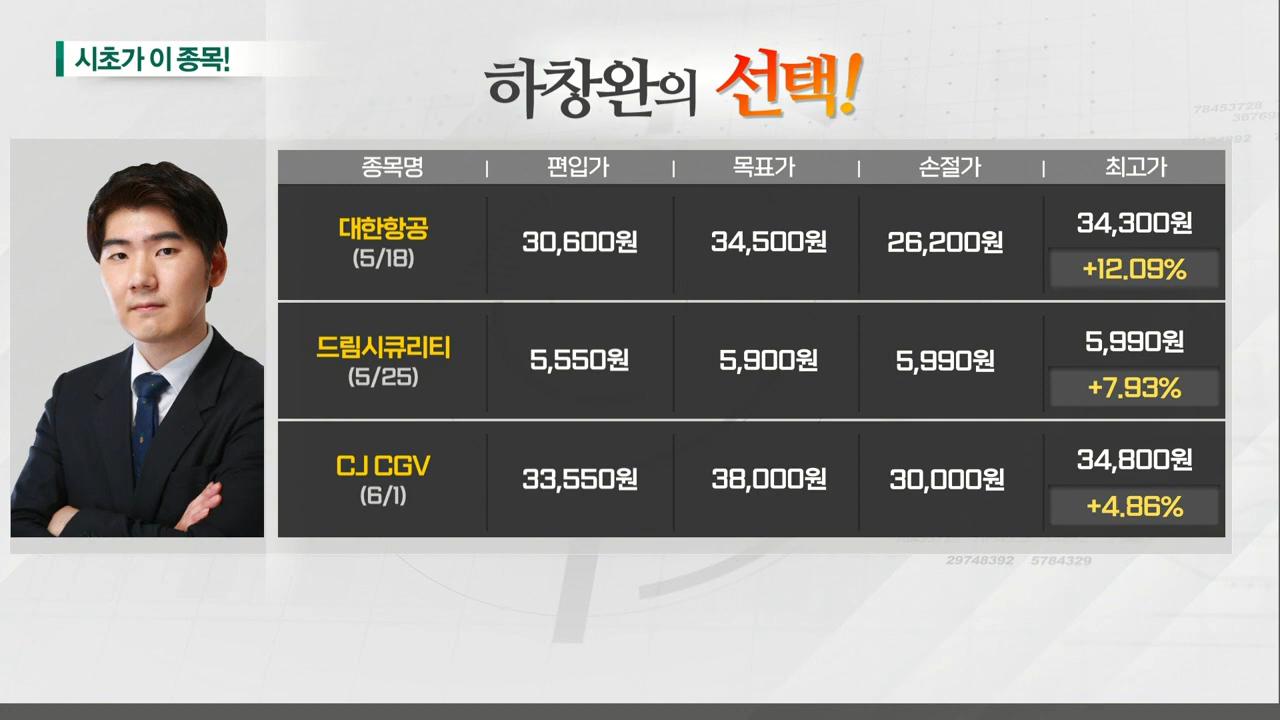 시초가 이 종목!
하창완의 선택!
종목명 | 편입가 | 목표가 | 손절가 | 최고가
대한항공
(5/18)
30,600원
34,500원
26,200원
34,300원
+12.09%
드림시큐리티
(5/25)
5,550원
5,900원
5,990원
5,990원
+7.93%
CJ CGV
(6/1)
33,550원
38,000원
30,000원
34,800원
+4.86%
78453728
29748392 5784329